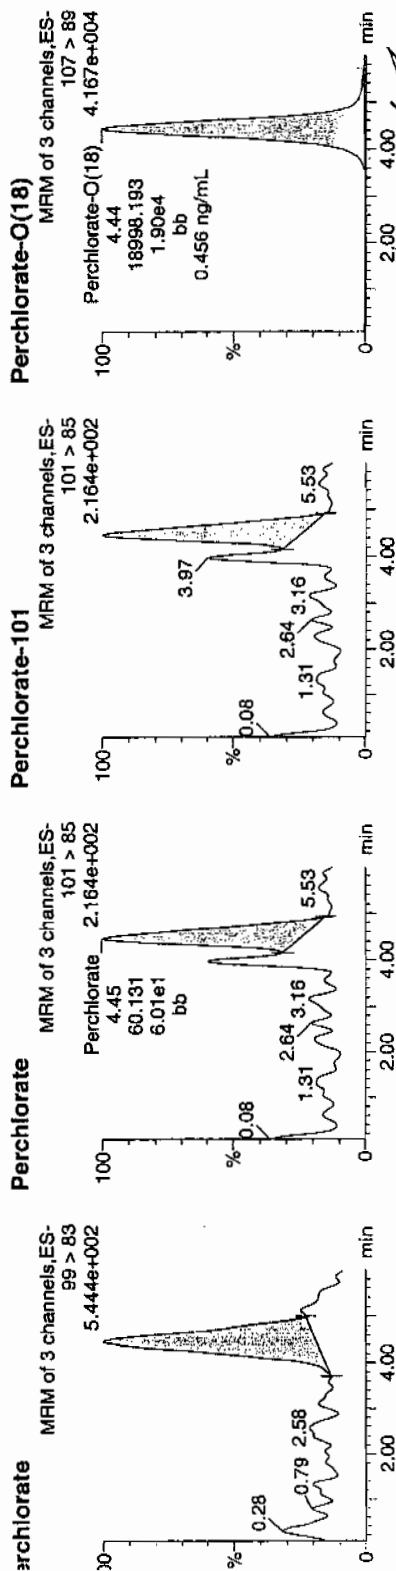 erchlorate
MRM of 3 channels,ES-
99 > 83
5.444e+002
00
%
0
0.28
0.79
2.58
2.00
4.00
min
Perchlorate
MRM of 3 channels,ES-
101 > 85
2.164e+002
100
%
0
Perchlorate
4.45
60.131
6.01e1
bb
0.08
1.31
2.64
3.16
5.53
2.00
4.00
min
Perchlorate-101
MRM of 3 channels,ES-
101 > 85
2.164e+002
100
%
0
3.97
0.08
1.31
2.64
3.16
5.53
2.00
4.00
min
Perchlorate-O(18)
MRM of 3 channels,ES-
107 > 89
4.167e+004
100
%
0
Perchlorate-O(18)
4.44
18998.193
1.90e4
bb
0.456 ng/mL
2.00
4.00
min